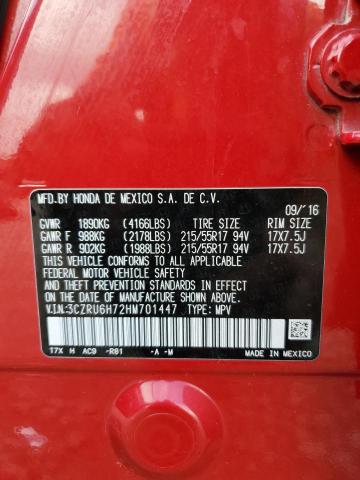 MFD.BY HONDA DE MEXICO S.A. DE C.V.
09/'16
GVWR 1890KG (4166LBS) TIRE SIZE RIM SIZE
GAWR F 988KG (2178LBS) 215/55R17 94V 17X7.5J
GAWR R 902KG (1988LBS) 215/55R17 94V 17X7.5J
THIS VEHICLE CONFORMS TO ALL APPLICABLE
FEDERAL MOTOR VEHICLE SAFETY, BUMPER,
AND THEFT PREVENTION STANDARDS IN EFFECT ON
THE DATE OF MANUFACTURE SHOWN ABOVE.
V.I.N:3CZRU6H72HM701447 TYPE: MPV
T7X H AC9 -R81 -A -M
MADE IN MEXICO